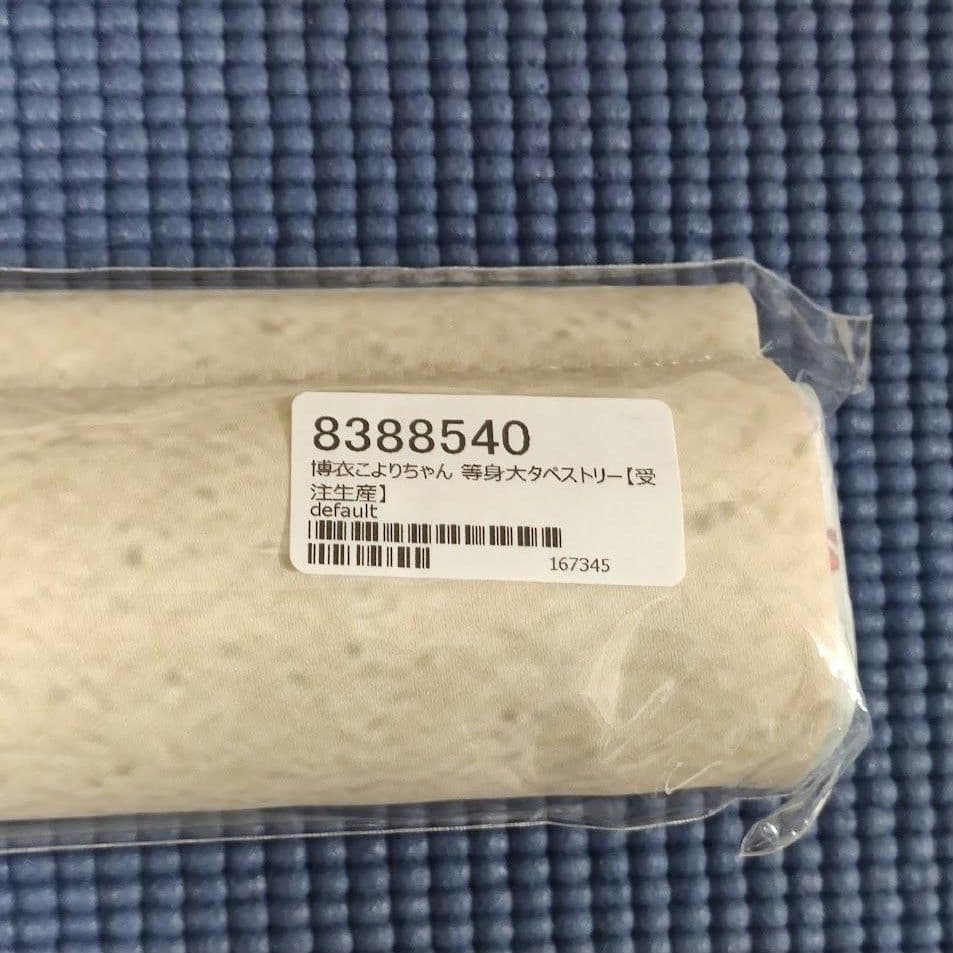 8388540
博衣こよりちゃん 等身大タペストリー【受
注生産】
default
167345